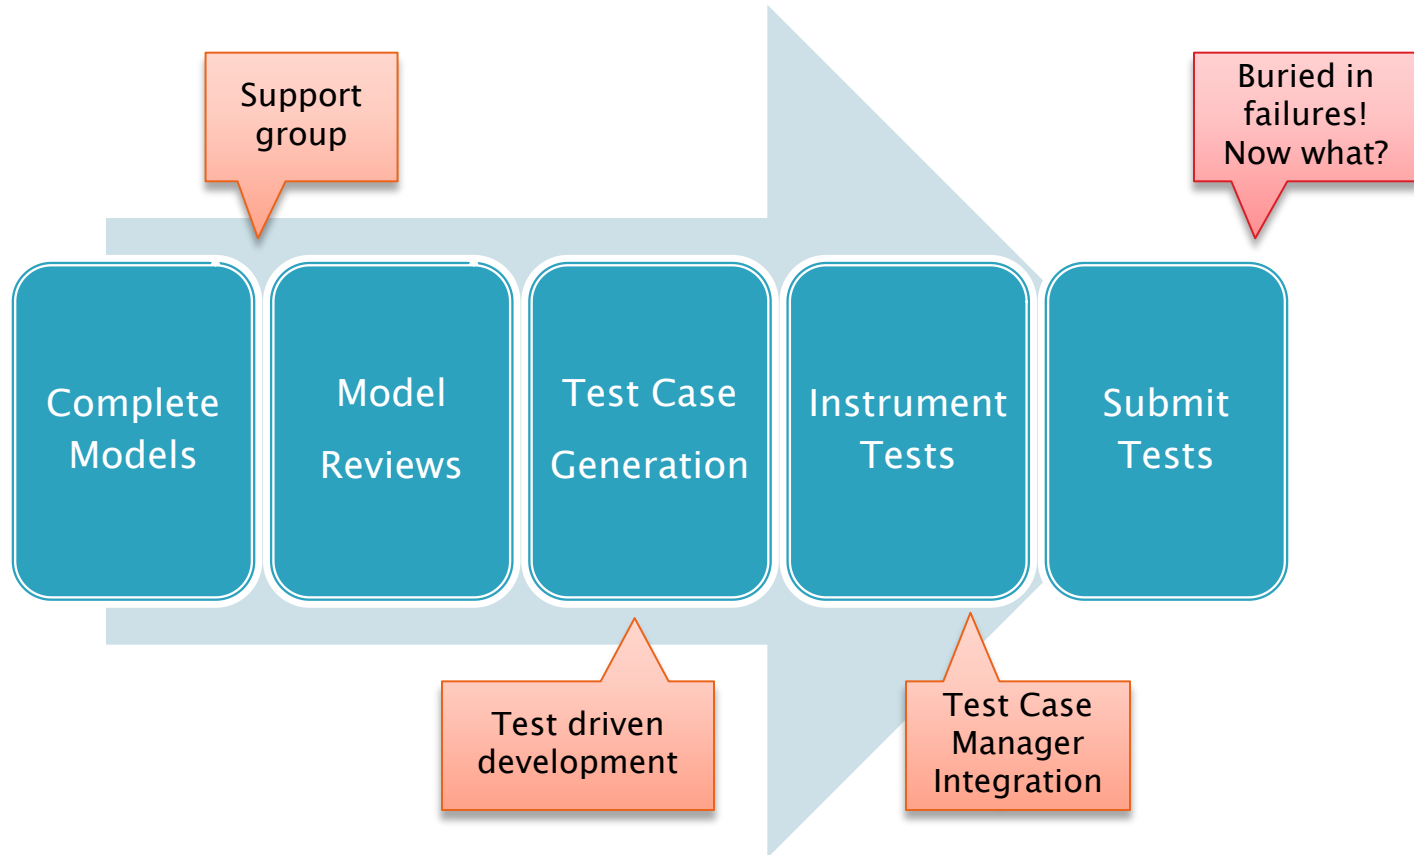 Support
group
Buried in
failures!
Now what?
Complete
Models
Model
Reviews
Test Case
Generation
Instrument
Tests
Submit
Tests
Test driven
development
Test Case
Manager
Integration